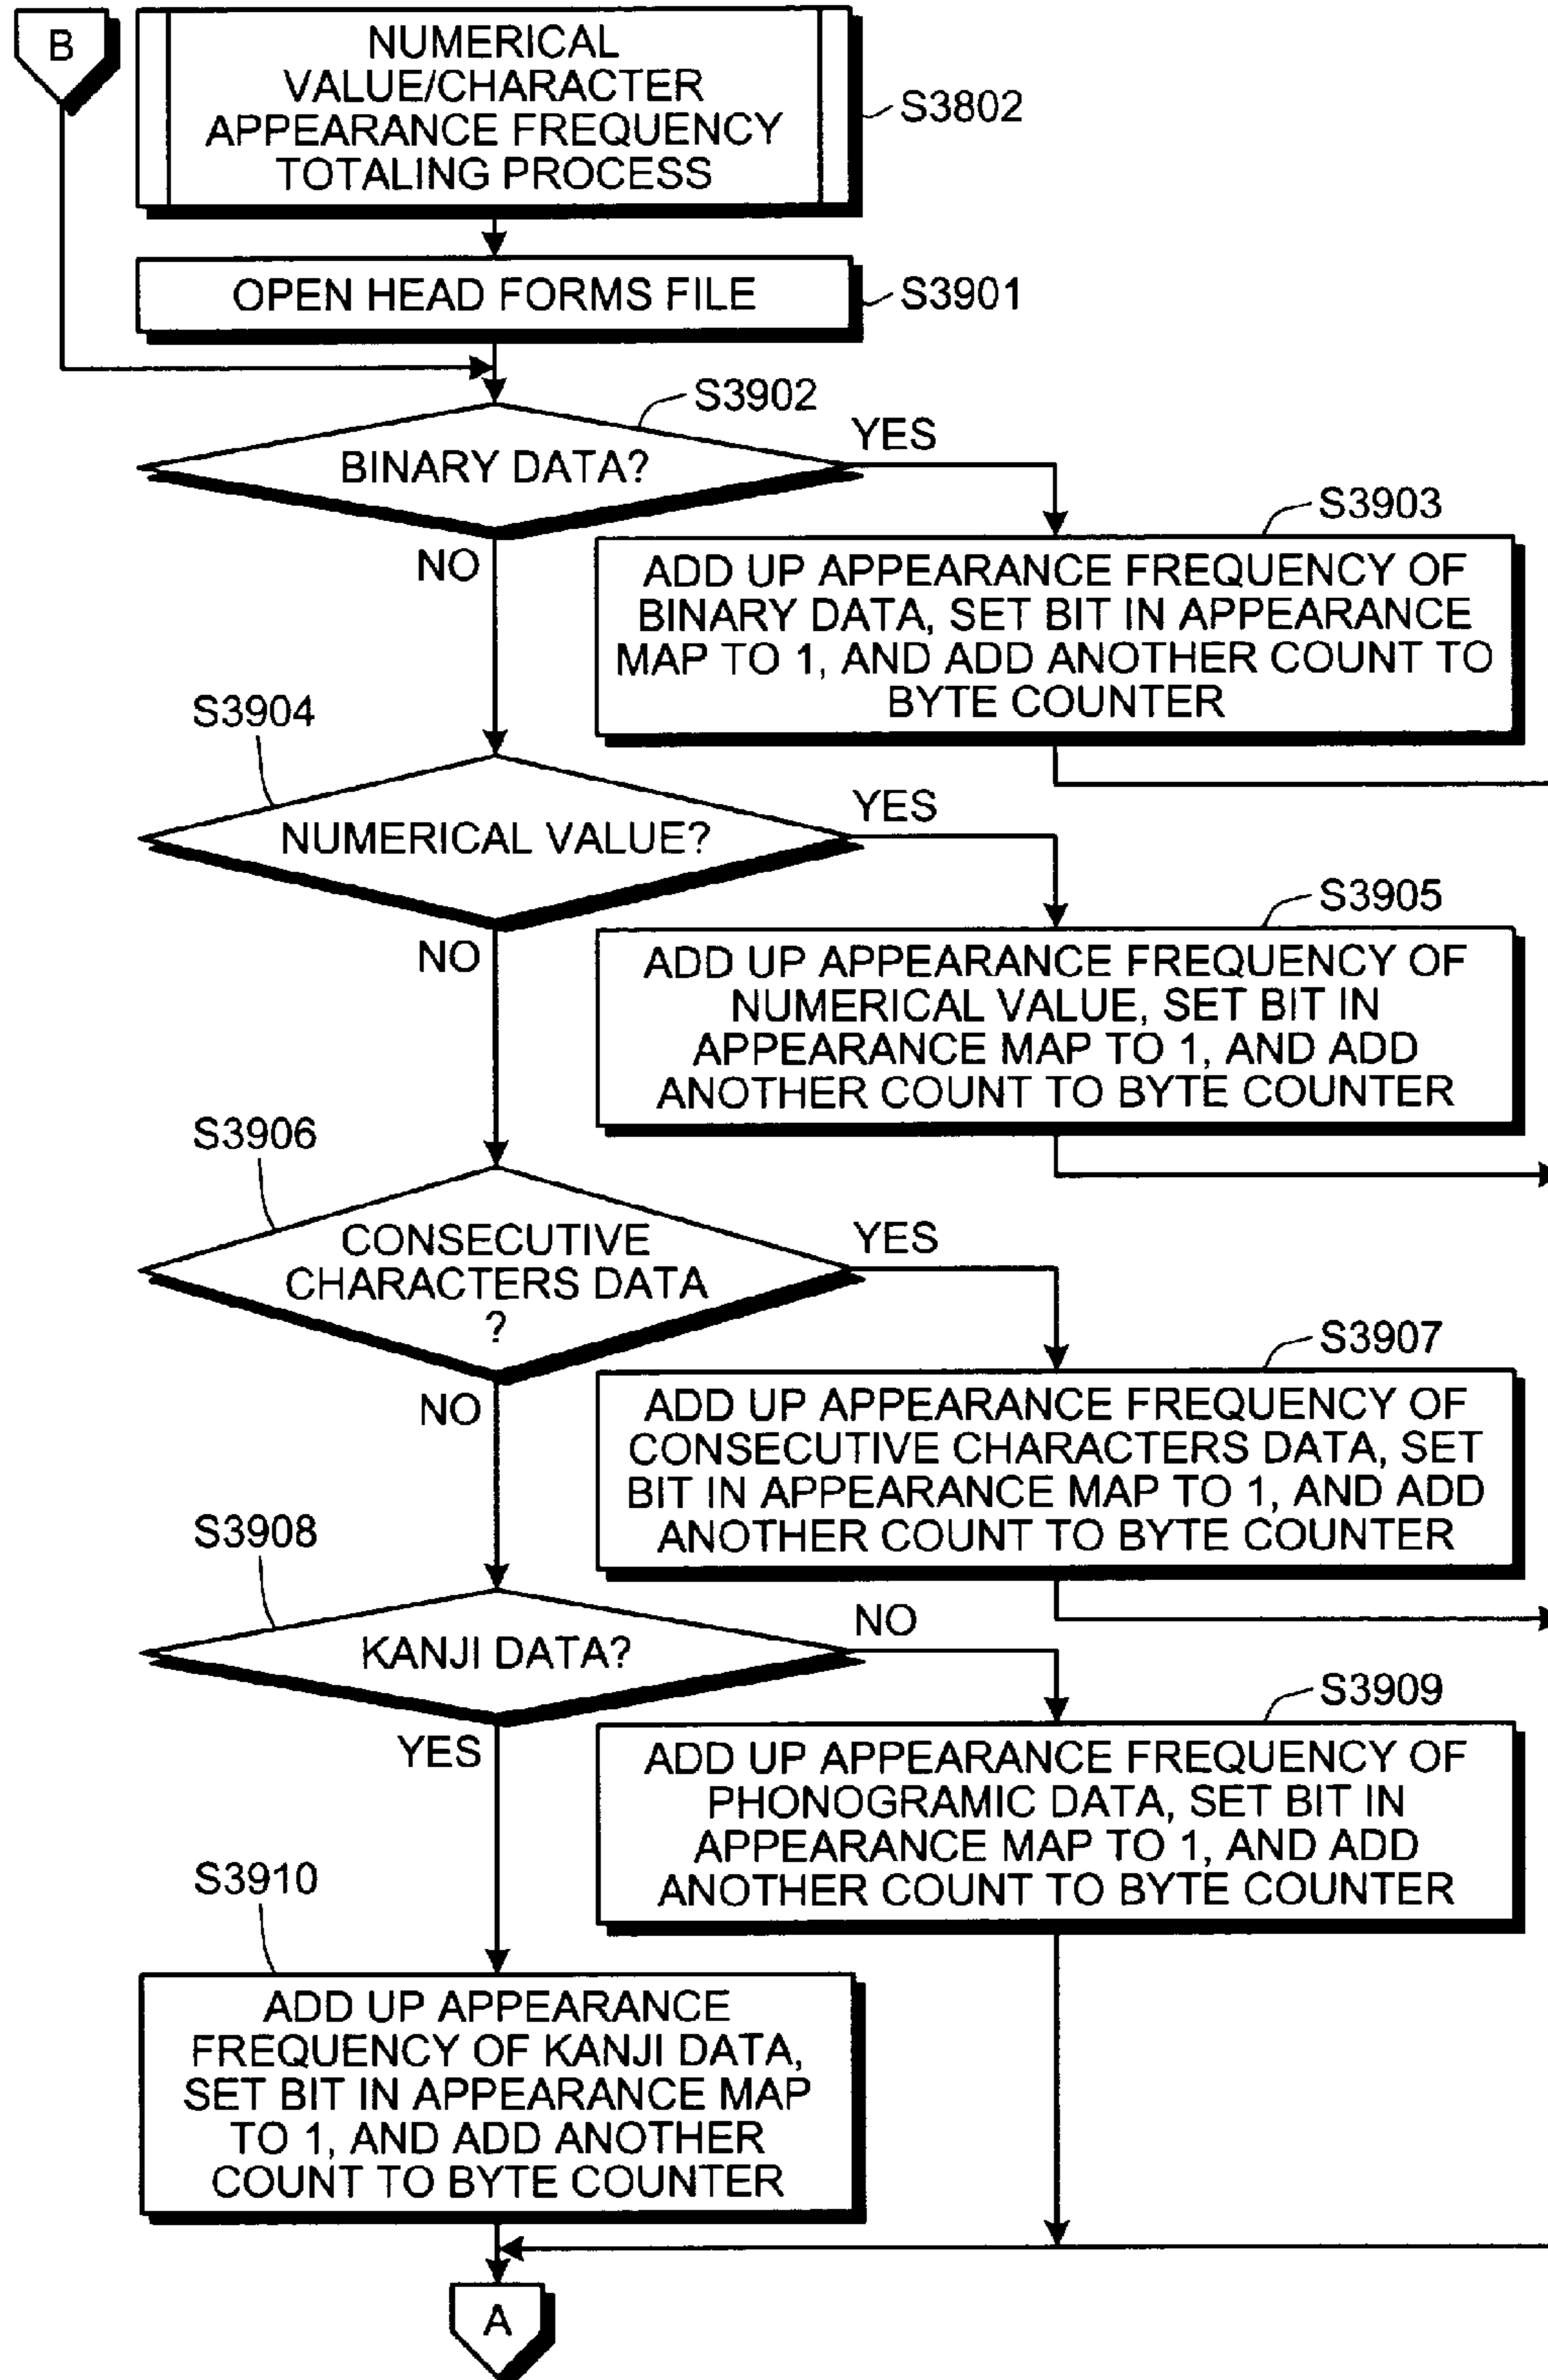 B
NUMERICAL
VALUE/CHARACTER
APPEARANCE FREQUENCY
TOTALING PROCESS
S3802
OPEN HEAD FORMS FILE
S3901
S3902
BINARY DATA?
YES
NO
S3903
ADD UP APPEARANCE FREQUENCY OF
BINARY DATA, SET BIT IN APPEARANCE
MAP TO 1, AND ADD ANOTHER COUNT TO
BYTE COUNTER
S3904
NUMERICAL VALUE?
YES
NO
S3905
ADD UP APPEARANCE FREQUENCY OF
NUMERICAL VALUE, SET BIT IN
APPEARANCE MAP TO 1, AND ADD
ANOTHER COUNT TO BYTE COUNTER
S3906
CONSECUTIVE
CHARACTERS DATA
?
YES
NO
S3907
ADD UP APPEARANCE FREQUENCY OF
CONSECUTIVE CHARACTERS DATA, SET
BIT IN APPEARANCE MAP TO 1, AND ADD
ANOTHER COUNT TO BYTE COUNTER
S3908
KANJI DATA?
NO
YES
S3909
ADD UP APPEARANCE FREQUENCY OF
PHONOGRAMIC DATA, SET BIT IN
APPEARANCE MAP TO 1, AND ADD
ANOTHER COUNT TO BYTE COUNTER
S3910
ADD UP APPEARANCE
FREQUENCY OF KANJI DATA,
SET BIT IN APPEARANCE MAP
TO 1, AND ADD ANOTHER
COUNT TO BYTE COUNTER
A